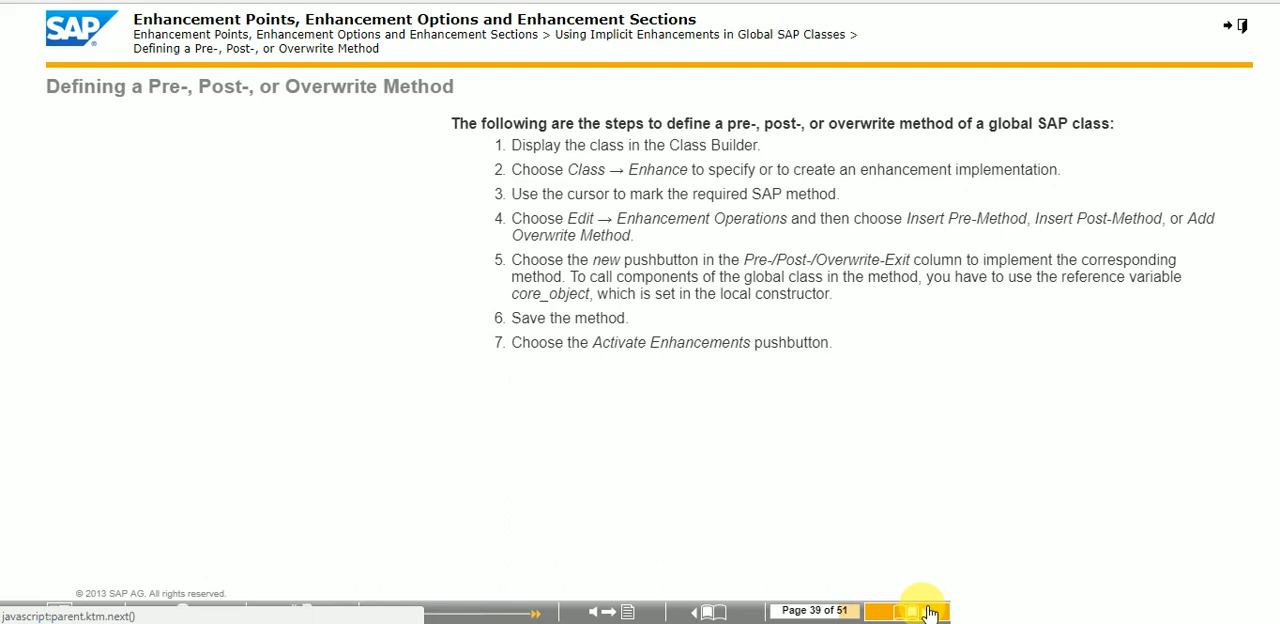 SAP
Enhancement Points, Enhancement Options and Enhancement Sections
Enhancement Points, Enhancement Options and Enhancement Sections > Using Implicit Enhancements in Global SAP Classes >
Defining a Pre-, Post-, or Overwrite Method
Defining a Pre-, Post-, or Overwrite Method
The following are the steps to define a pre-, post-, or overwrite method of a global SAP class:
1. Display the class in the Class Builder.
2. Choose Class → Enhance to specify or to create an enhancement implementation.
3. Use the cursor to mark the required SAP method.
4. Choose Edit → Enhancement Operations and then choose Insert Pre-Method, Insert Post-Method, or Add
Overwrite Method.
5. Choose the new pushbutton in the Pre-/Post-/Overwrite-Exit column to implement the corresponding
method. To call components of the global class in the method, you have to use the reference variable
core_object, which is set in the local constructor.
6. Save the method.
7. Choose the Activate Enhancements pushbutton.
© 2013 SAP AG. All rights reserved.
Page 39 of 51
javascript:parent.ktm.next()